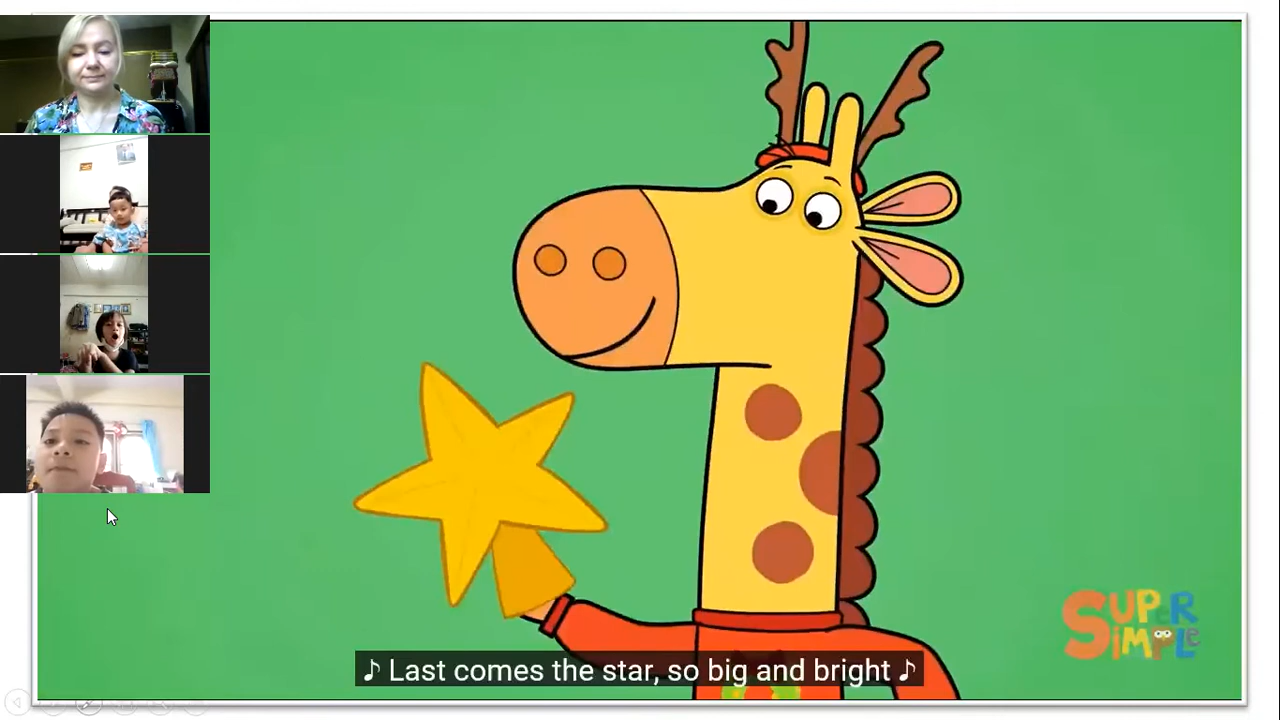 SUPER
SiMPLE
♪ Last comes the star, so big and bright ♪